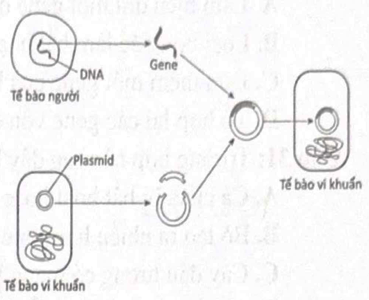 DNA
Gene
Tế bào người
Plasmid
Tế bào vi khuẩn
Tế bào vi khuẩn